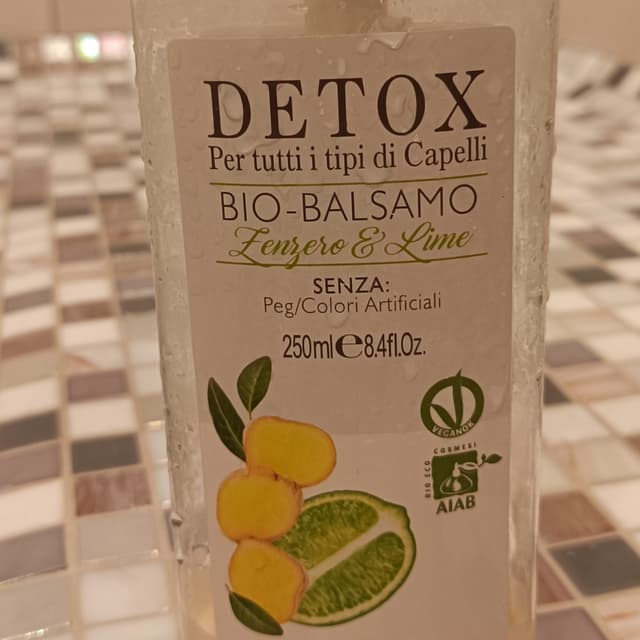 DETOX
Per tutti i tipi di Capelli
BIO-BALSAMO
Zenzero & Lime
SENZA:
Peg/Colori Artificiali
250ml e 8.4fl.Oz.
VEGANOK
COSMESI
BIO ECO
AIAB